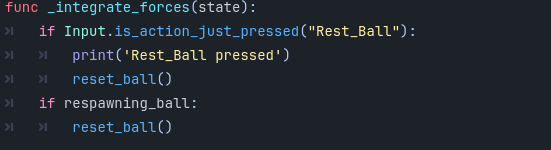 func _integrate_forces(state):
if Input.is_action_just_pressed("Rest_Ball"):
print('Rest_Ball pressed')
reset_ball()
if respawning_ball:
reset_ball()